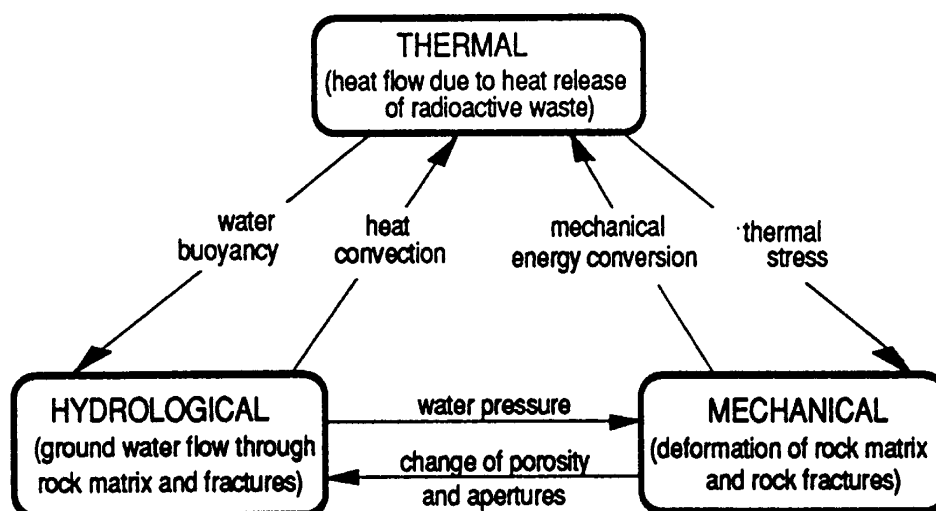 THERMAL
(heat flow due to heat release
of radioactive waste)
water
buoyancy
heat
convection
mechanical
energy conversion
thermal
stress
HYDROLOGICAL
(ground water flow through
rock matrix and fractures)
water pressure
change of porosity
and apertures
MECHANICAL
(deformation of rock matrix
and rock fractures)